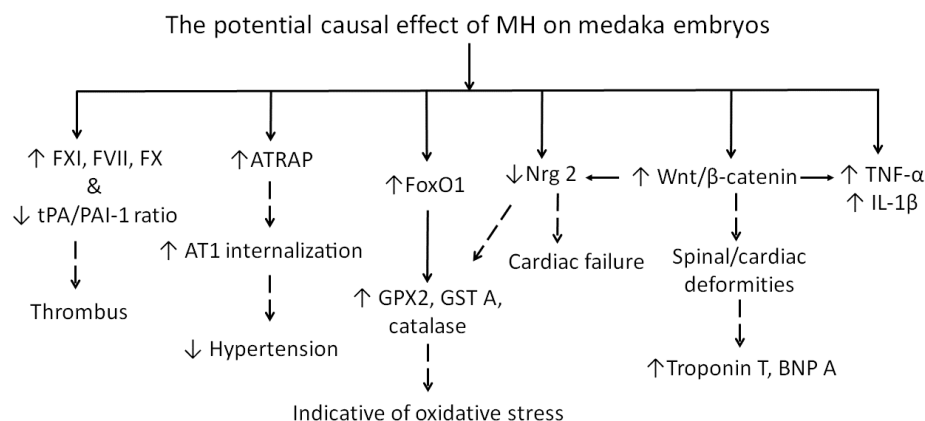 The potential causal effect of MH on medaka embryos
↑ FXI, FVII, FX
&
↓ tPA/PAI-1 ratio
Thrombus
↑ATRAP
↑ AT1 internalization
↓ Hypertension
↑FoxO1
↑ GPX2, GST A,
catalase
Indicative of oxidative stress
↓Nrg 2
Cardiac failure
↑ Wnt/β-catenin
Spinal/cardiac
deformities
↑Troponin T, BNP A
↑ TNF-α
↑ IL-1β